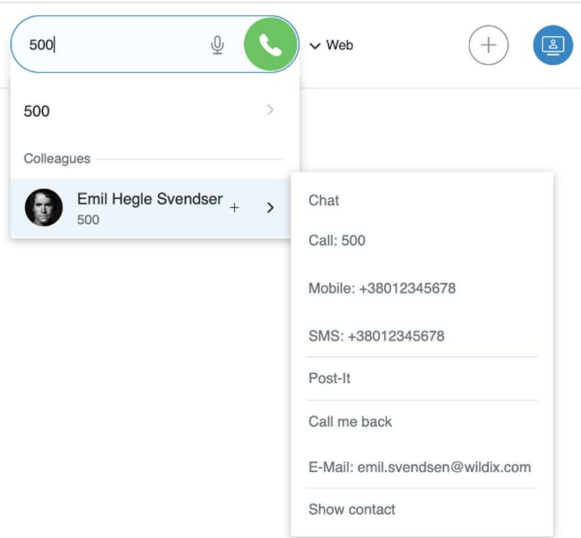 500
Web
500
Colleagues
Emil Hegle Svendser
500
Chat
Call: 500
Mobile: +38012345678
SMS: +38012345678
Post-It
Call me back
E-Mail: emil.svendsen@wildix.com
Show contact